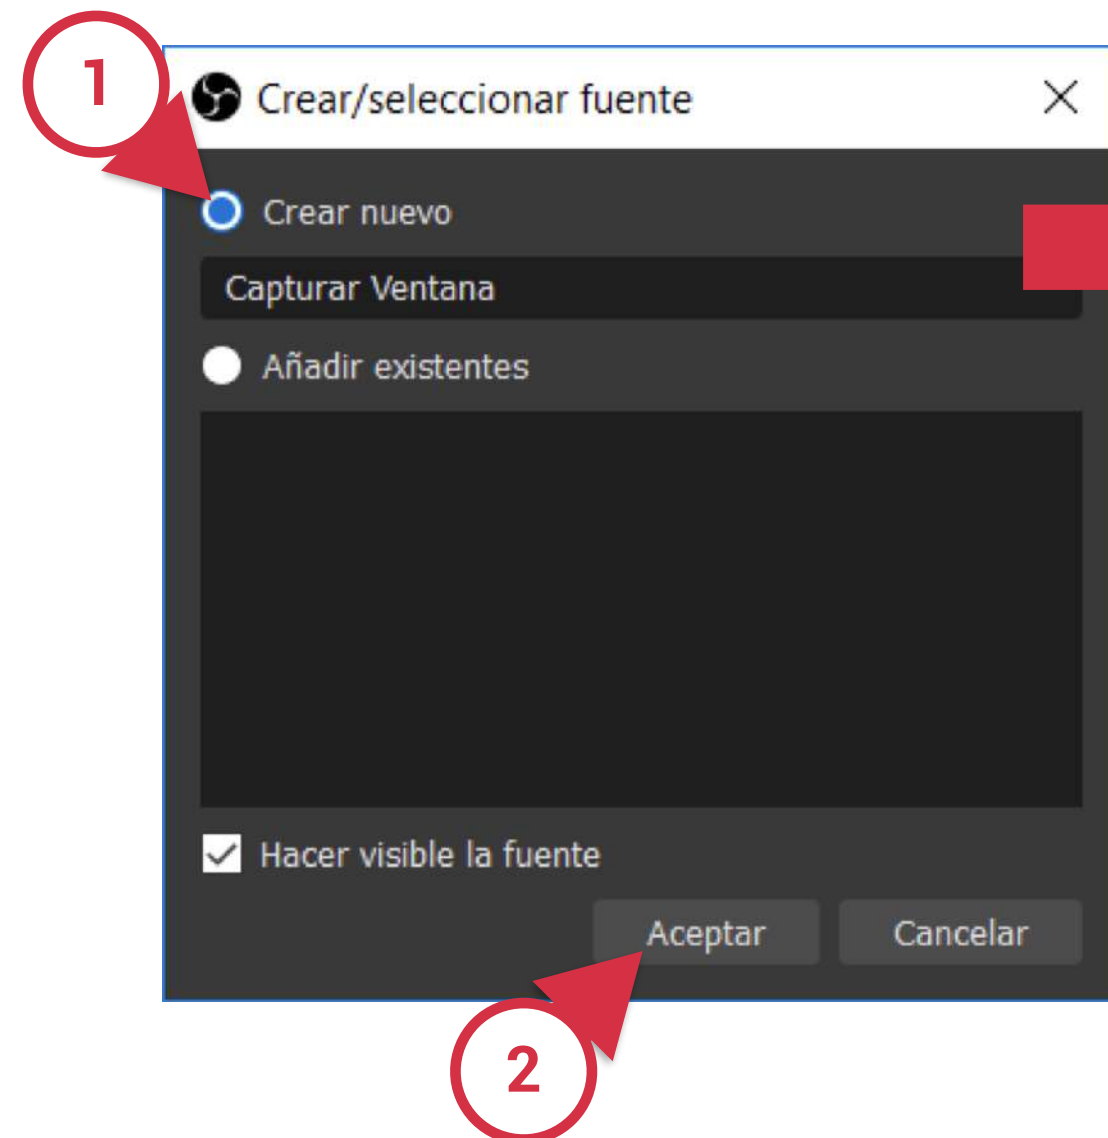 1
Crear/seleccionar fuente
Crear nuevo
Capturar Ventana
Añadir existentes
Hacer visible la fuente
Aceptar Cancelar
2